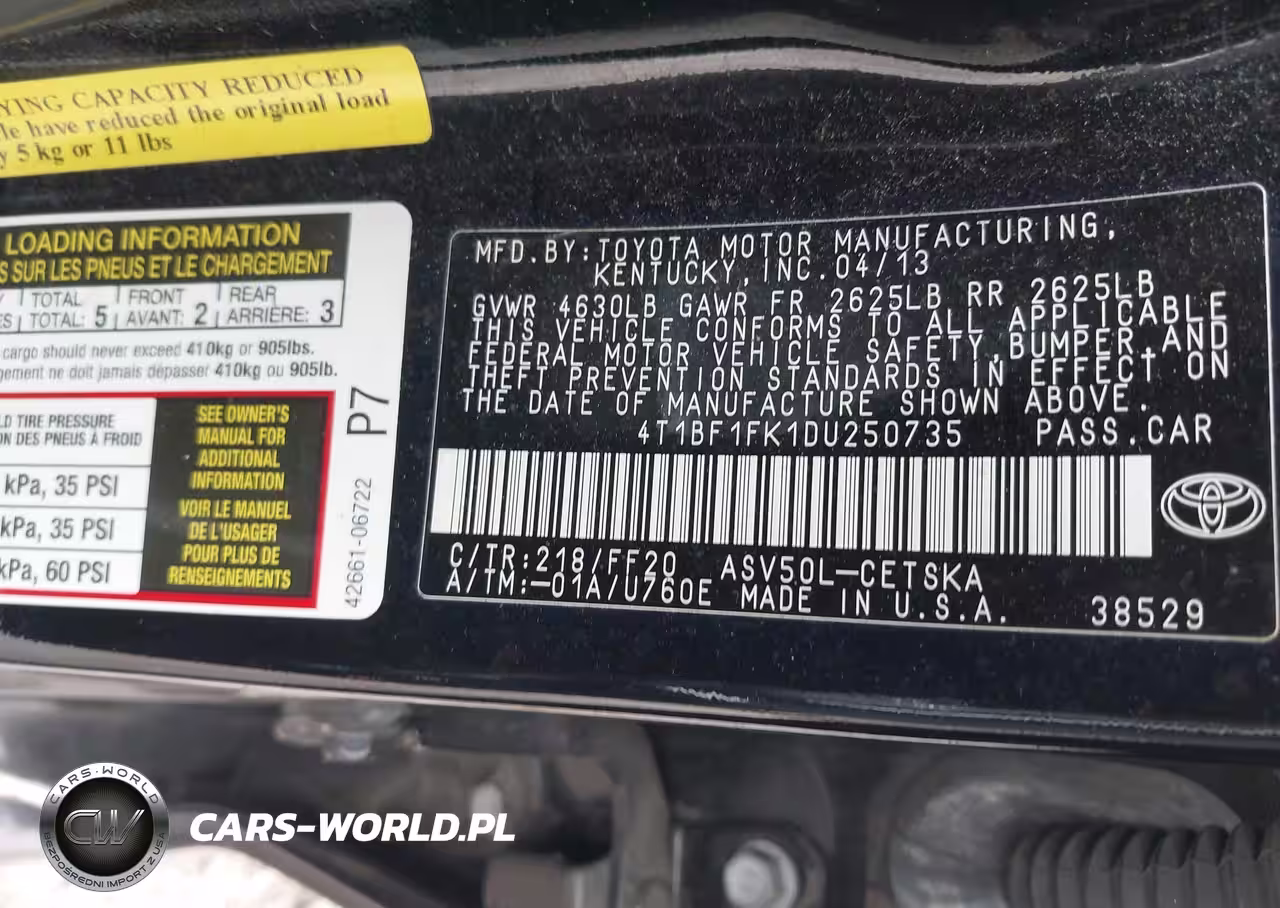 YING CAPACITY REDUCED
le have reduced the original load
y 5 kg or 11 lbs
LOADING INFORMATION
S SUR LES PNEUS ET LE CHARGEMENT
TOTAL FRONT REAR
TOTAL: 5 AVANT: 2 ARRIÈRE: 3
cargo should never exceed 410kg or 905lbs.
gement ne doit jamais dépasser 410kg ou 905lb.
LD TIRE PRESSURE
ON DES PNEUS À FROID
kPa, 35 PSI
kPa, 35 PSI
kPa, 60 PSI
SEE OWNER'S
MANUAL FOR
ADDITIONAL
INFORMATION
VOIR LE MANUEL
DE L'USAGER
POUR PLUS DE
RENSEIGNEMENTS
P7
42661-06722
MFD.BY:TOYOTA MOTOR MANUFACTURING,
KENTUCKY,INC.04/13
GVWR 4630LB GAWR FR 2625LB RR 2625LB
THIS VEHICLE CONFORMS TO ALL APPLICABLE
FEDERAL MOTOR VEHICLE SAFETY,BUMPER,AND
THEFT PREVENTION STANDARDS IN EFFECT ON
THE DATE OF MANUFACTURE SHOWN ABOVE.
4T1BF1FK1DU250735 PASS.CAR
C/TR:218/FF20 ASV50L-CETSKA
A/TM:-01A/U760E MADE IN U.S.A. 38529
CARS-WORLD
CW
BEZPOŚREDNI IMPORT Z USA
CARS-WORLD.PL